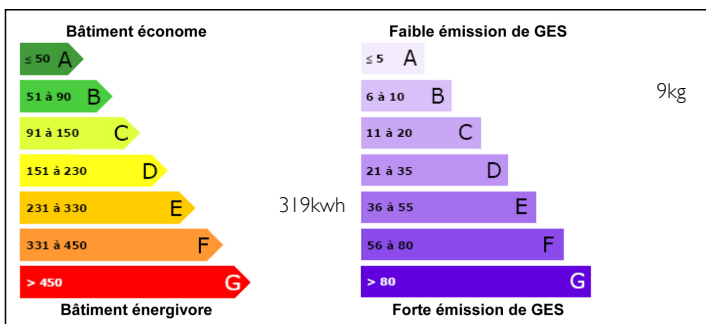 Bâtiment économe
≤ 50 A
51 à 90 B
91 à 150 C
151 à 230 D
231 à 330 E
319kwh
331 à 450 F
> 450 G
Bâtiment énergivore
Faible émission de GES
≤ 5 A
6 à 10 B
9kg
11 à 20 C
21 à 35 D
36 à 55 E
56 à 80 F
> 80 G
Forte émission de GES